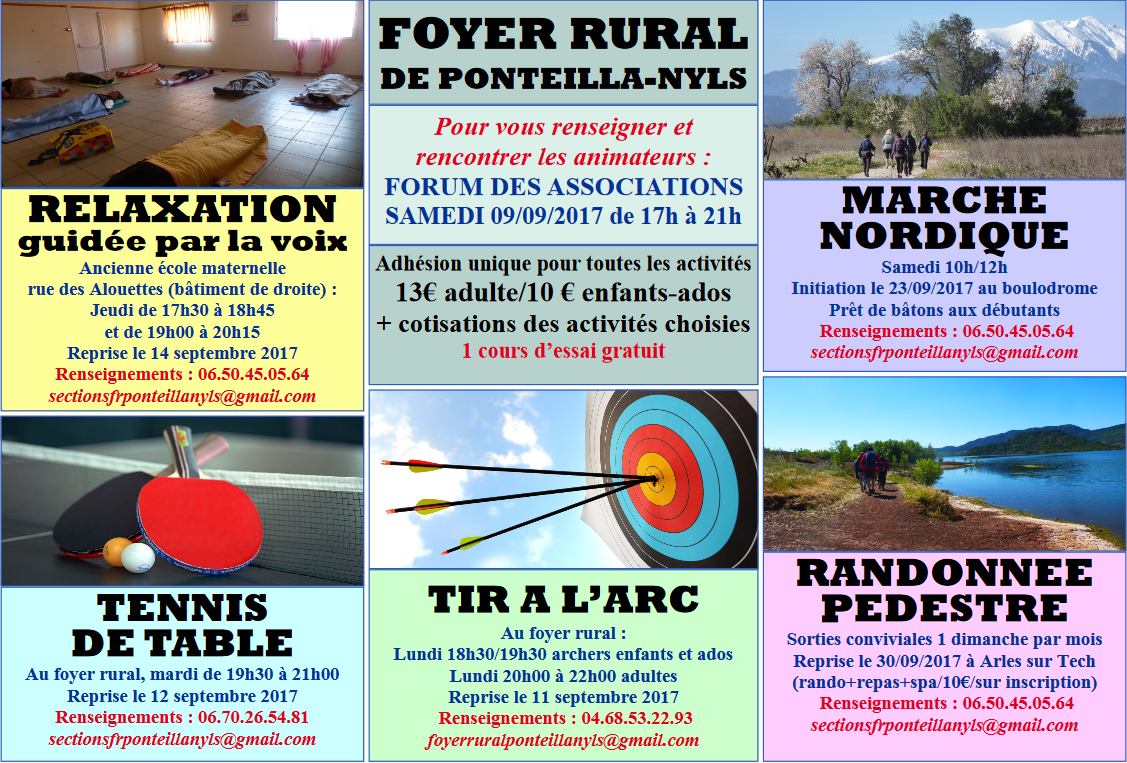 FOYER RURAL
DE PONTEILLA-NYLS
Pour vous renseigner et
rencontrer les animateurs :
FORUM DES ASSOCIATIONS
SAMEDI 09/09/2017 de 17h à 21h
Adhésion unique pour toutes les activités
13€ adulte/10 € enfants-ados
+ cotisations des activités choisies
1 cours d’essai gratuit
RELAXATION
guidée par la voix
Ancienne école maternelle
rue des Alouettes (bâtiment de droite) :
Jeudi de 17h30 à 18h45
et de 19h00 à 20h15
Reprise le 14 septembre 2017
Renseignements : 06.50.45.05.64
sectionsfrponteillanyls@gmail.com
MARCHE
NORDIQUE
Samedi 10h/12h
Initiation le 23/09/2017 au boulodrome
Prêt de bâtons aux débutants
Renseignements : 06.50.45.05.64
sectionsfrponteillanyls@gmail.com
TENNIS
DE TABLE
Au foyer rural, mardi de 19h30 à 21h00
Reprise le 12 septembre 2017
Renseignements : 06.70.26.54.81
sectionsfrponteillanyls@gmail.com
TIR A L’ARC
Au foyer rural :
Lundi 18h30/19h30 archers enfants et ados
Lundi 20h00 à 22h00 adultes
Reprise le 11 septembre 2017
Renseignements : 04.68.53.22.93
foyerruralponteillanyls@gmail.com
RANDONNEE
PEDESTRE
Sorties conviviales 1 dimanche par mois
Reprise le 30/09/2017 à Arles sur Tech
(rando+repas+spa/10€/sur inscription)
Renseignements : 06.50.45.05.64
sectionsfrponteillanyls@gmail.com